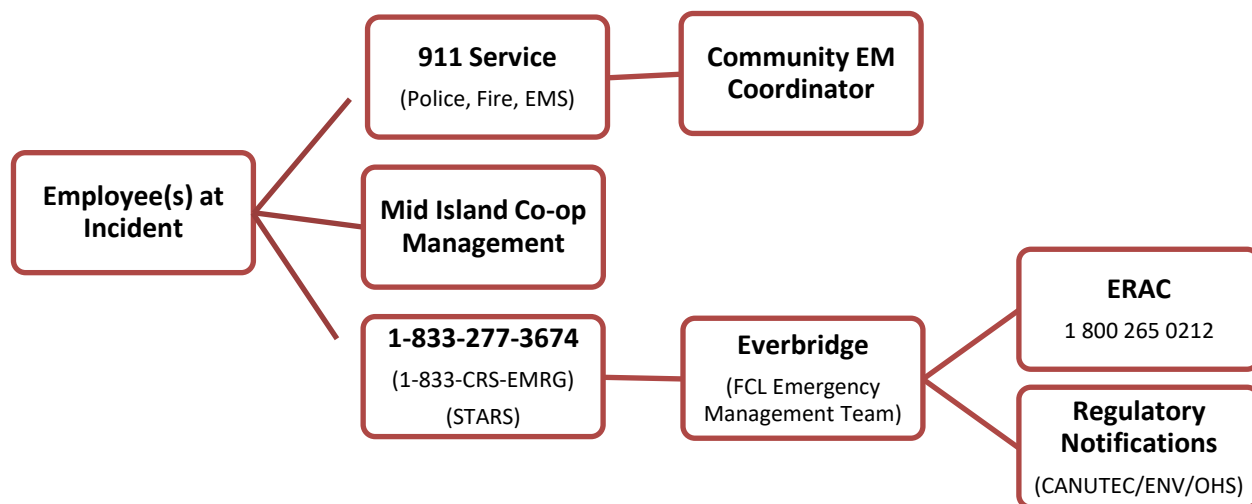 911 Service
(Police, Fire, EMS)
Community EM
Coordinator
Employee(s) at
Incident
Mid Island Co-op
Management
1-833-277-3674
(1-833-CRS-EMRG)
(STARS)
Everbridge
(FCL Emergency
Management Team)
ERAC
1 800 265 0212
Regulatory
Notifications
(CANUTEC/ENV/OHS)